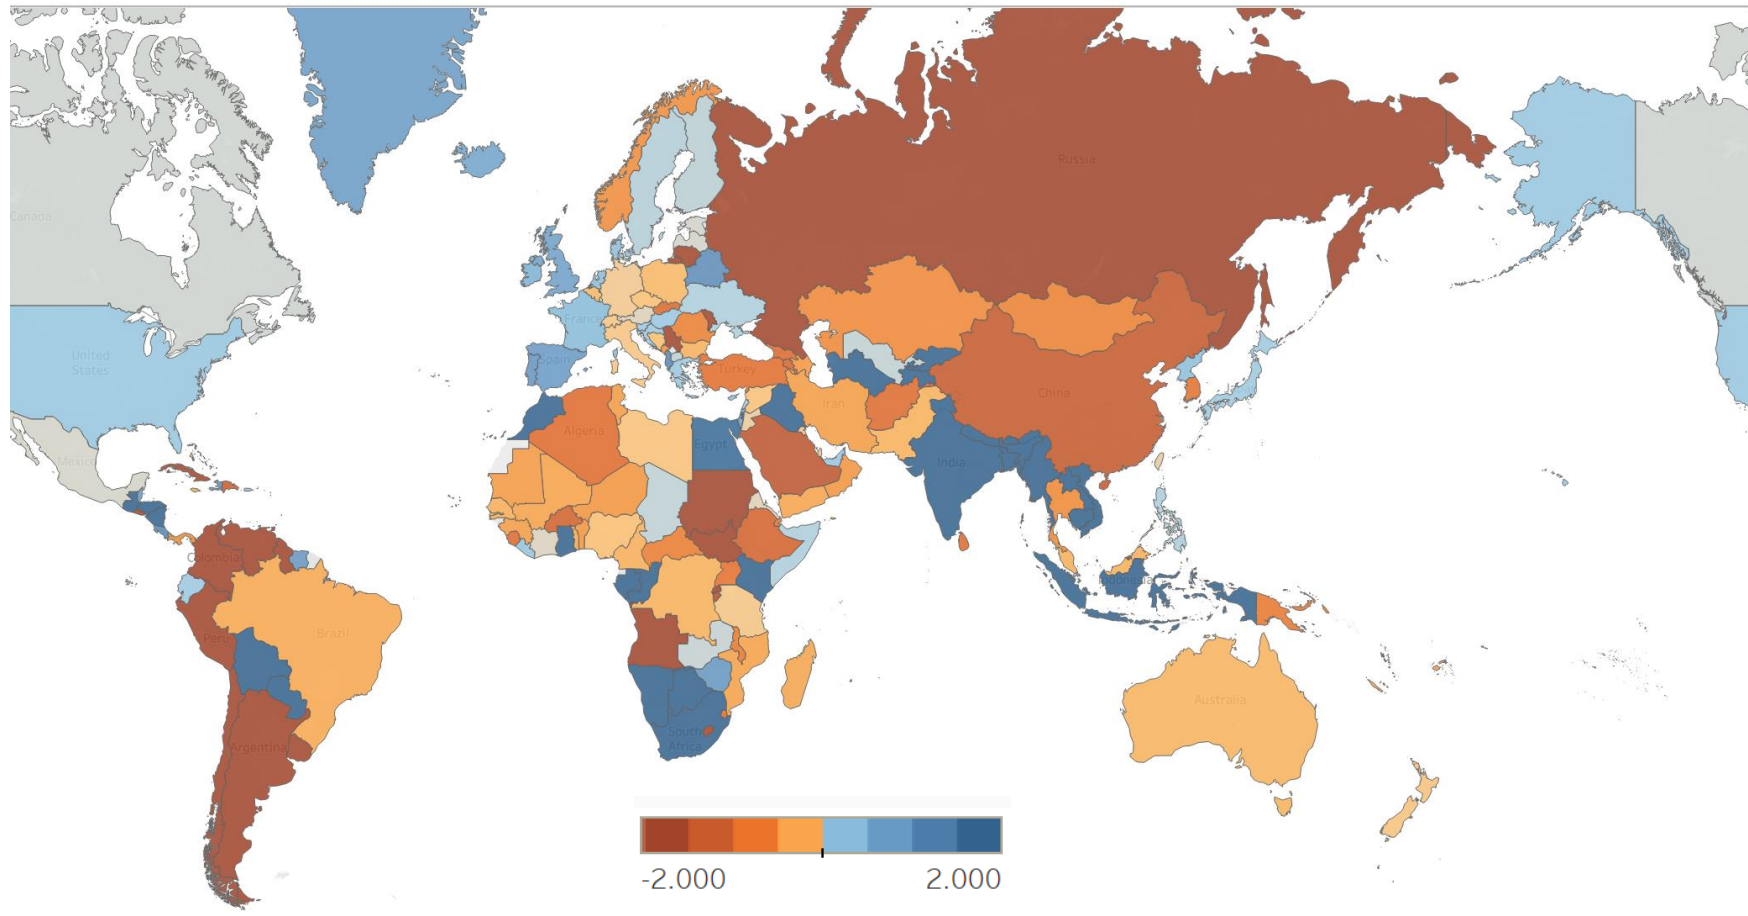 Russia
Canada
France
United
States
Spain
Turkey
China
Iran
Algeria
Egypt
Mexico
India
Colombia
Indonesia
Peru
Brazil
Australia
South
Africa
Argentina
-2.000
2.000